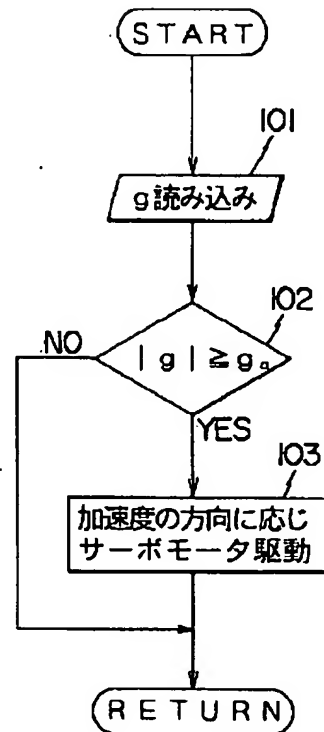 START
101
g読み込み
102
|g|≧gₐ
NO
YES
103
加速度の方向に応じ
サーボモータ駆動
RETURN